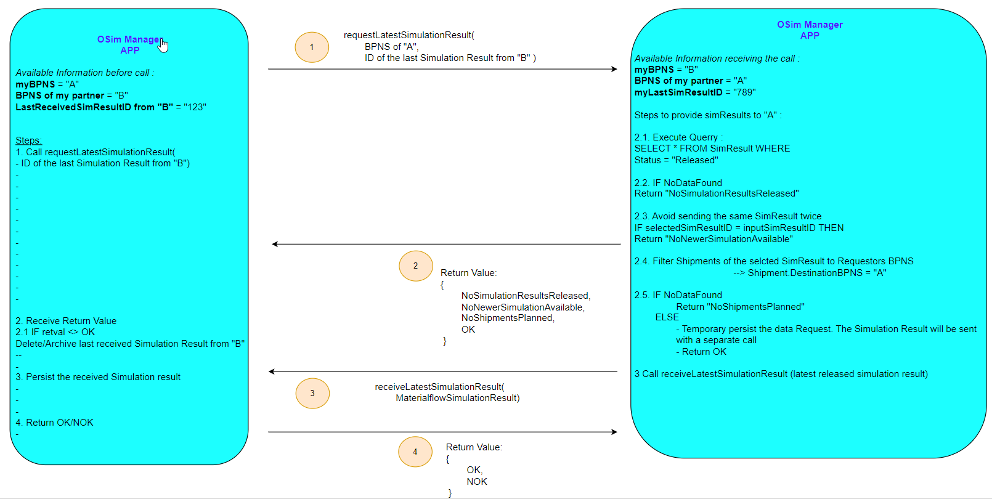 OSim Manager
APP
Available Information before call :
myBPNS = "A"
BPNS of my partner = "B"
LastReceivedSimResultID from "B" = "123"
Steps.
1. Call requestLatestSimulationResult(
- ID of the last Simulation Result from "B")
-
-
-
-
-
-
-
-
-
-
-
-
2. Receive Return Value
2.1 IF retval <> OK
Delete/Archive last received Simulation Result from "B"
--
-
3. Persist the received Simulation result
-
-
-
4. Return OK/NOK
-
1
requestLatestSimulationResult(
BPNS of "A",
ID of the last Simulation Result from "B" )
2
Return Value:
{
NoSimulationResultsReleased,
NoNewerSimulationAvailable,
NoShipmentsPlanned,
OK
}
3
receiveLatestSimulationResult(
MaterialflowSimulationResult)
4
Return Value:
{
OK,
NOK
}
OSim Manager
APP
Available Information receiving the call :
myBPNS = "B"
BPNS of my partner = "A"
myLastSimResultID = "789"
Steps to provide simResults to "A" :
2.1. Execute Querry :
SELECT * FROM SimResult WHERE
Status = "Released"
2.2. IF NoDataFound
Return "NoSimulationResultsReleased"
2.3. Avoid sending the same SimResult twice
IF selectedSimResultID = inputSimResultID THEN
Return "NoNewerSimulationAvailable"
2.4. Filter Shipments of the selcted SimResult to Requestors BPNS
--> Shipment.DestinationBPNS = "A"
2.5. IF NoDataFound
Return "NoShipmentsPlanned"
ELSE
- Temporary persist the data Request. The Simulation Result will be sent
with a separate call
- Return OK
3 Call receiveLatestSimulationResult (latest released simulation result)